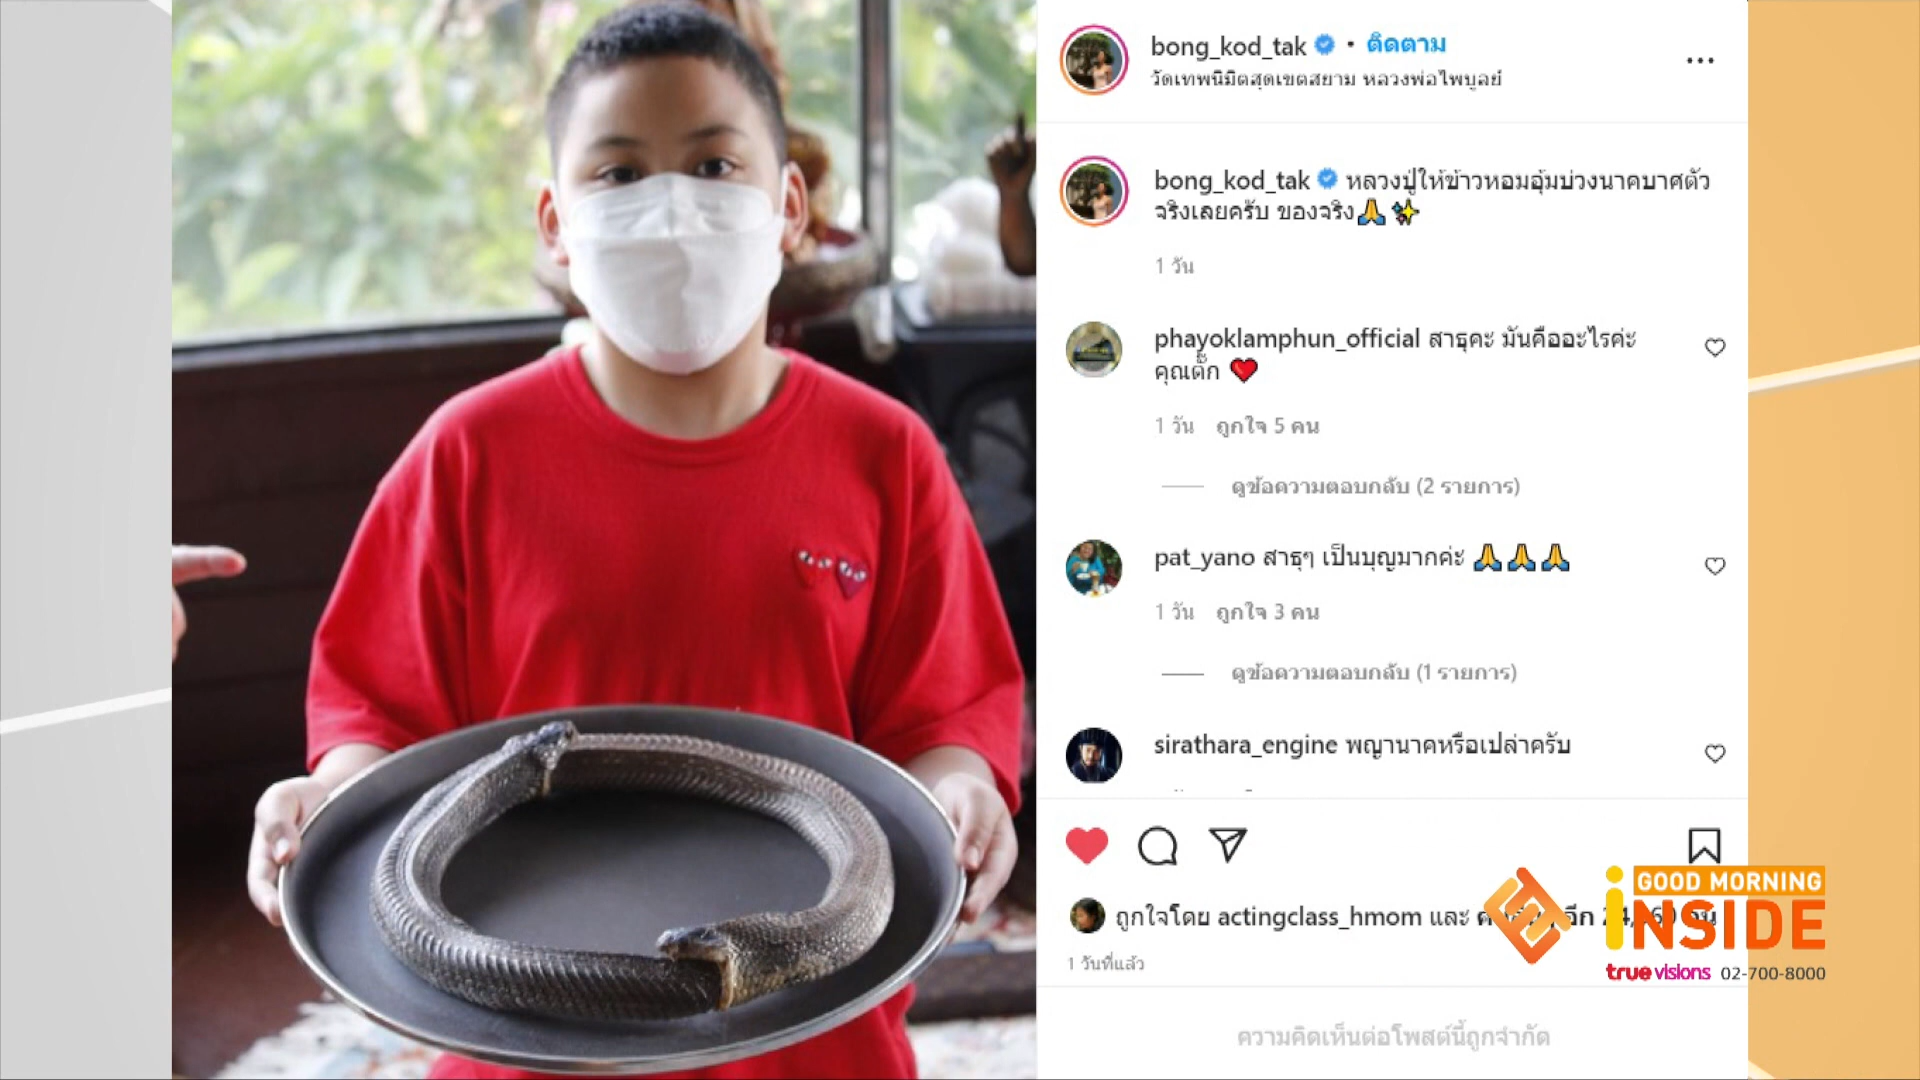 bong_kod_tak • ติดตาม
วัดเทพนิมิตสุดเขตสยาม หลวงพ่อไพบูลย์
bong_kod_tak หลวงปู่ให้ข้าวหอมอุ้มบ่วงนาคบาศตัว
จริงเลยครับ ของจริง🙏✨
1 วัน
phayoklamphun_official สาธุคะ มันคืออะไรค่ะ
คุณตั๊ก ❤️
1 วัน ถูกใจ 5 คน
ดูข้อความตอบกลับ (2 รายการ)
pat_yano สาธุๆ เป็นบุญมากค่ะ 🙏🙏🙏
1 วัน ถูกใจ 3 คน
ดูข้อความตอบกลับ (1 รายการ)
sirathara_engine พญานาคหรือเปล่าครับ
ถูกใจโดย actingclass_hmom และ
1 วันที่แล้ว
ความคิดเห็นต่อโพสต์นี้ถูกจำกัด
GOOD MORNING
iNSIDE
truevisions 02-700-8000